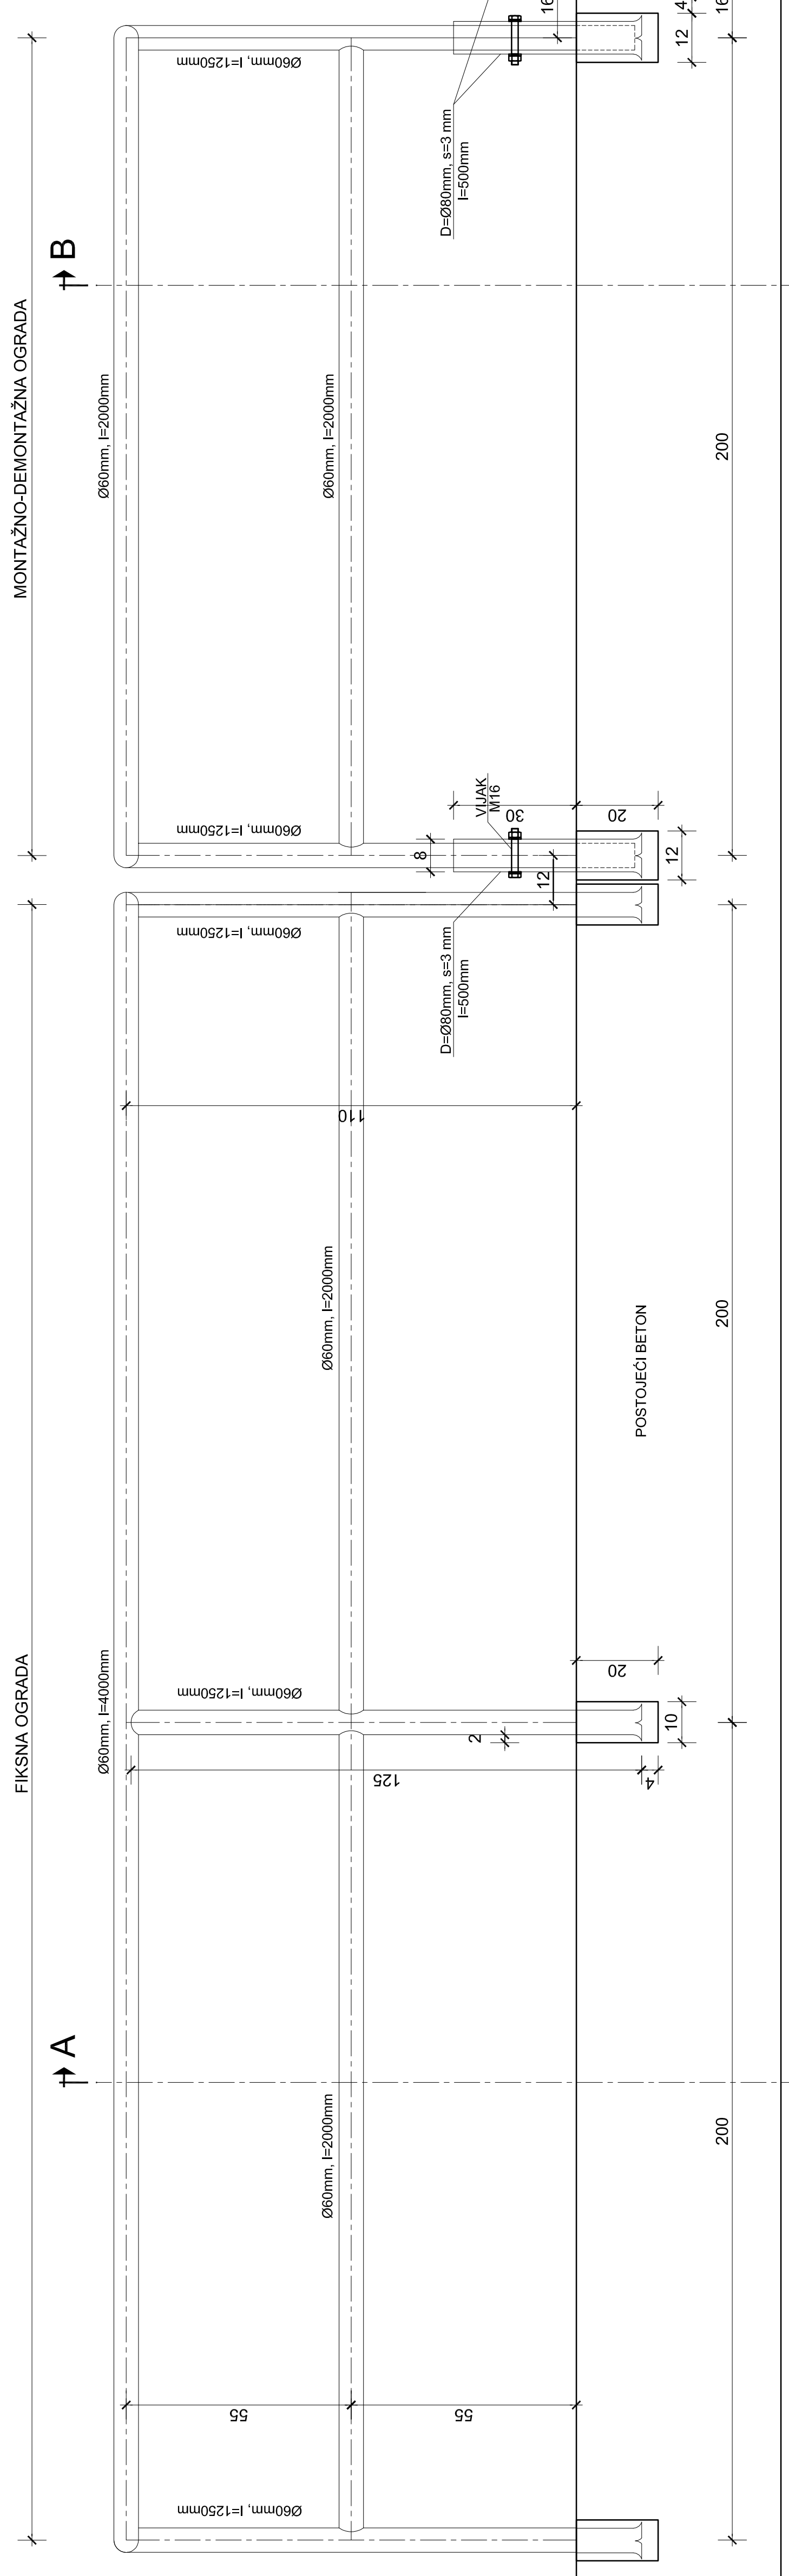 FIKSNA OGRADA
MONTAŽNO-DEMONTAŽNA OGRADA
A
B
Ø60mm, l=4000mm
Ø60mm, l=2000mm
Ø60mm, l=1250mm
Ø60mm, l=1250mm
Ø60mm, l=1250mm
Ø60mm, l=1250mm
Ø60mm, l=1250mm
55
55
Ø60mm, l=2000mm
Ø60mm, l=2000mm
110
Ø60mm, l=2000mm
125
2
D=Ø80mm, s=3 mm
l=500mm
8
VIJAK
M16
30
D=Ø80mm, s=3 mm
l=500mm
12
16
4
20
10
POSTOJEĆI BETON
20
12
12
4
200
200
200
16